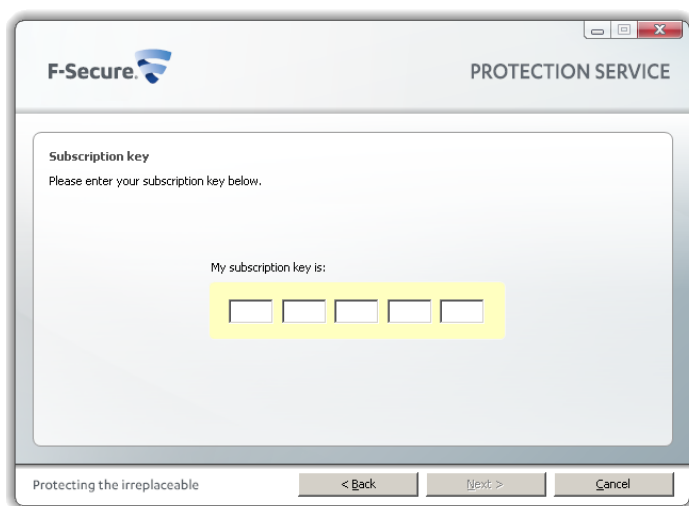 F-Secure.
PROTECTION SERVICE
Subscription key
Please enter your subscription key below.
My subscription key is:
Protecting the irreplaceable
< Back
Next >
Cancel